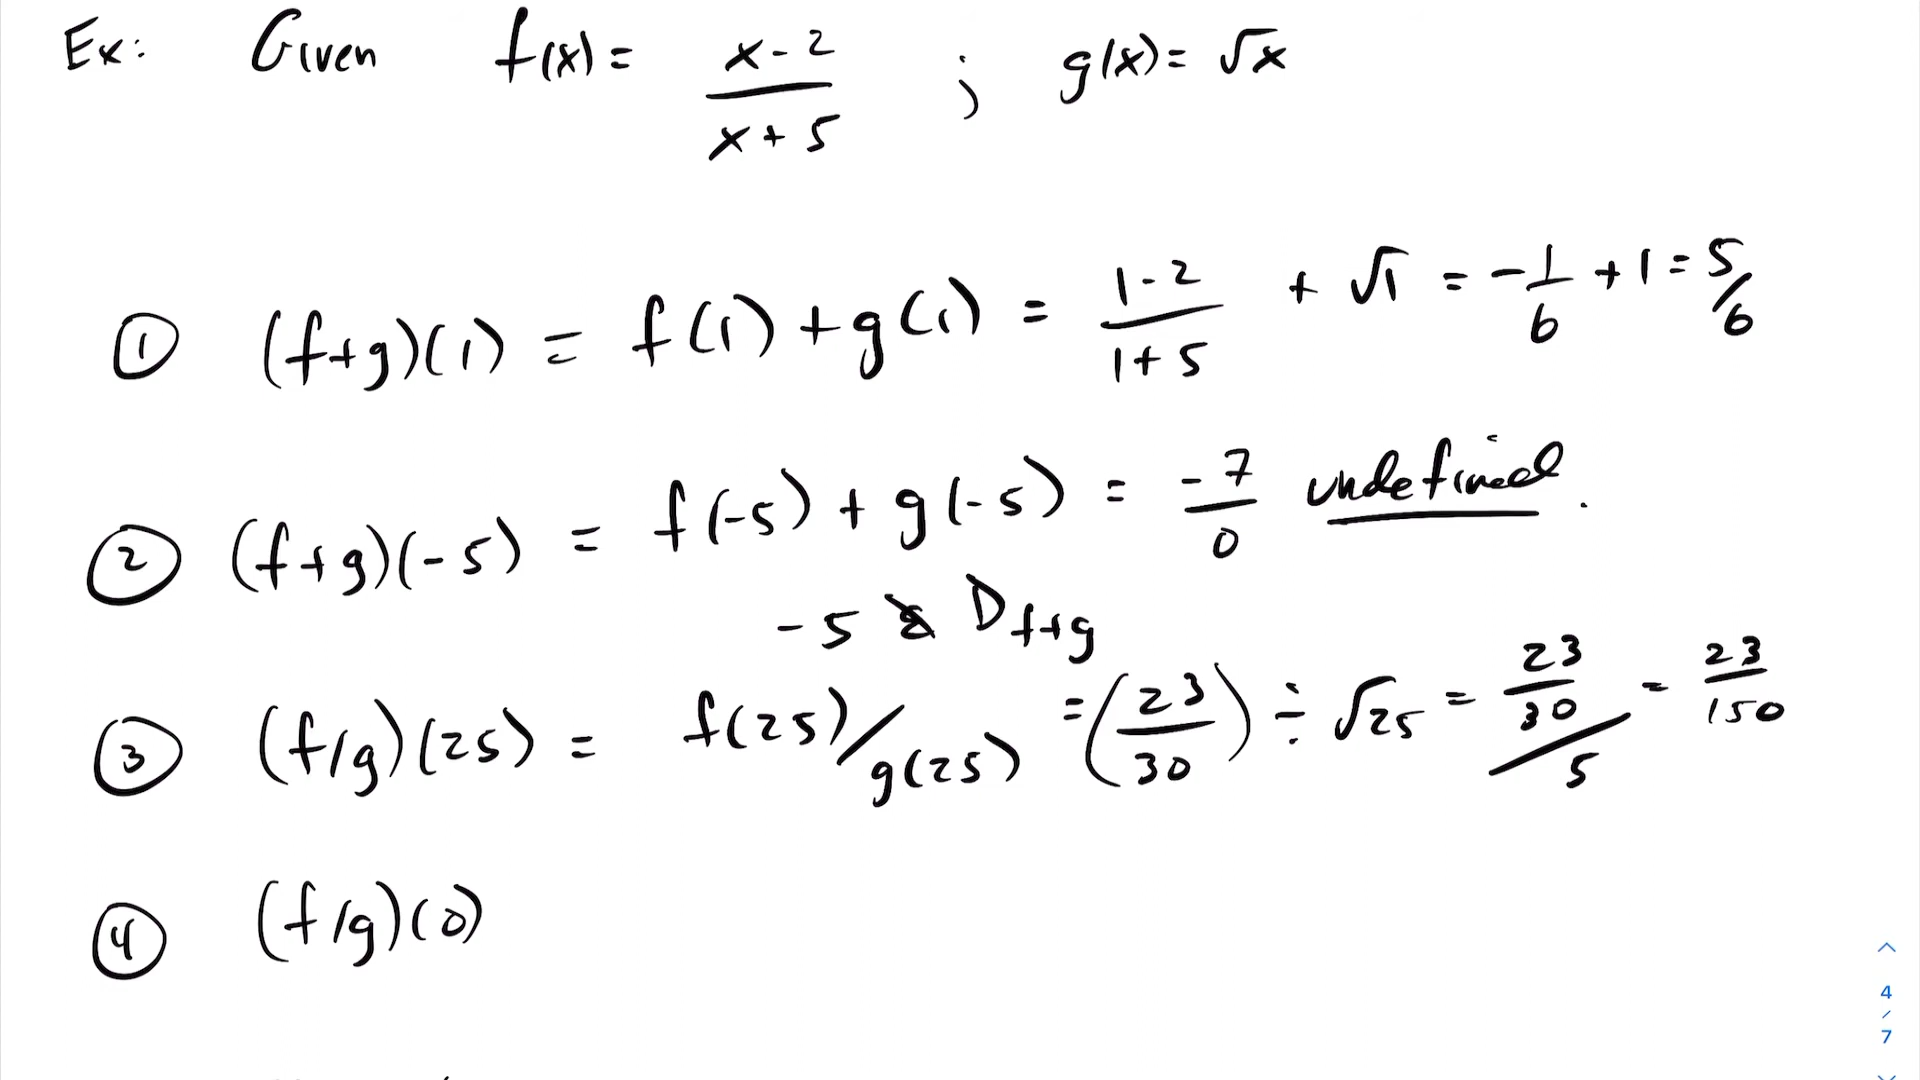 Ex: Given f(x) = x-2 / x+5 ; g(x) = √x
① (f+g)(1) = f(1) + g(1) = 1-2 / 1+5 + √1 = -1/6 + 1 = 5/6
② (f+g)(-5) = f(-5) + g(-5) = -7/0 undefined.
-5 ∉ D f+g
③ (f/g)(25) = f(25)/g(25) = (23/30) ÷ √25 = 23/30 / 5 = 23/150
④ (f/g)(0)
4
/
7